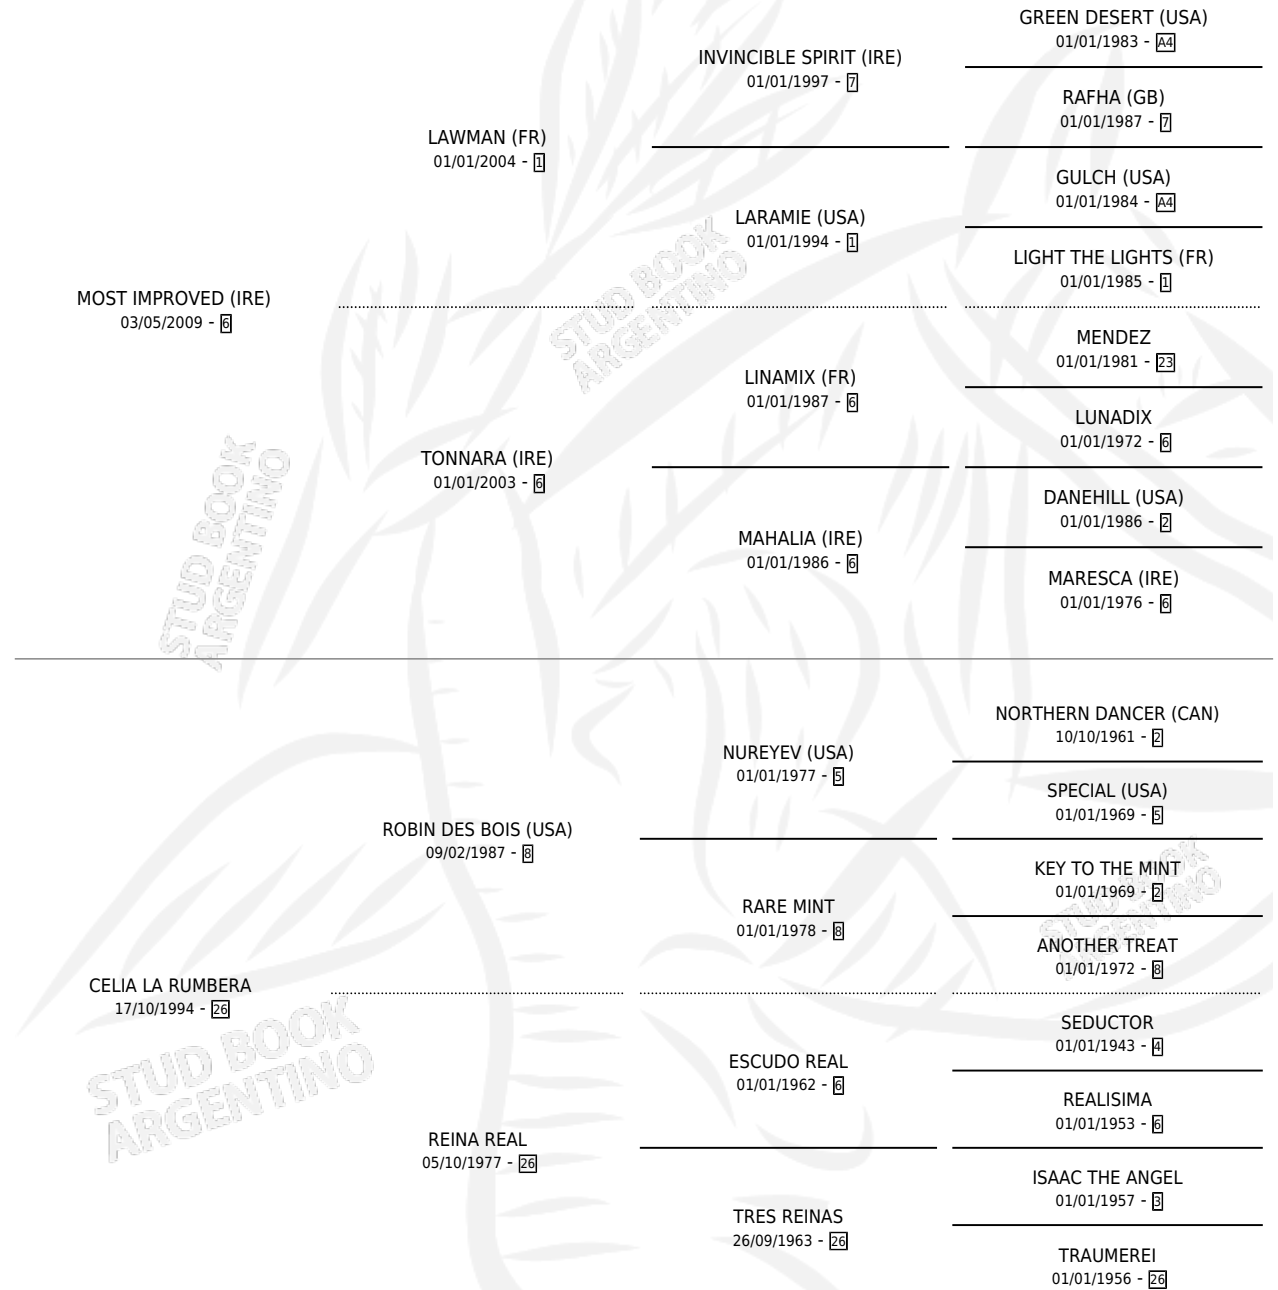 GREEN DESERT (USA)
01/01/1983 - A4
INVINCIBLE SPIRIT (IRE)
01/01/1997 - 7
RAFHA (GB)
01/01/1987 - 7
LAWMAN (FR)
01/01/2004 - 1
GULCH (USA)
01/01/1984 - A4
LARAMIE (USA)
01/01/1994 - 1
LIGHT THE LIGHTS (FR)
01/01/1985 - 1
MOST IMPROVED (IRE)
03/05/2009 - 6
MENDEZ
01/01/1981 - 23
LINAMIX (FR)
01/01/1987 - 6
LUNADIX
01/01/1972 - 6
TONNARA (IRE)
01/01/2003 - 6
DANEHILL (USA)
01/01/1986 - 2
MAHALIA (IRE)
01/01/1986 - 6
MARESCA (IRE)
01/01/1976 - 6
NORTHERN DANCER (CAN)
10/10/1961 - 2
NUREYEV (USA)
01/01/1977 - 5
SPECIAL (USA)
01/01/1969 - 5
ROBIN DES BOIS (USA)
09/02/1987 - 8
KEY TO THE MINT
01/01/1969 - 2
RARE MINT
01/01/1978 - 8
ANOTHER TREAT
01/01/1972 - 8
CELIA LA RUMBERA
17/10/1994 - 26
SEDUCTOR
01/01/1943 - 4
ESCUDO REAL
01/01/1962 - 6
REALISIMA
01/01/1953 - 6
REINA REAL
05/10/1977 - 26
ISAAC THE ANGEL
01/01/1957 - 3
TRES REINAS
26/09/1963 - 26
TRAUMEREI
01/01/1956 - 26
STUD BOOK
ARGENTINO
STUD BOOK
ARGENTINO
STUD BOOK
ARGENTINO
STUD BOOK
ARGENTINO